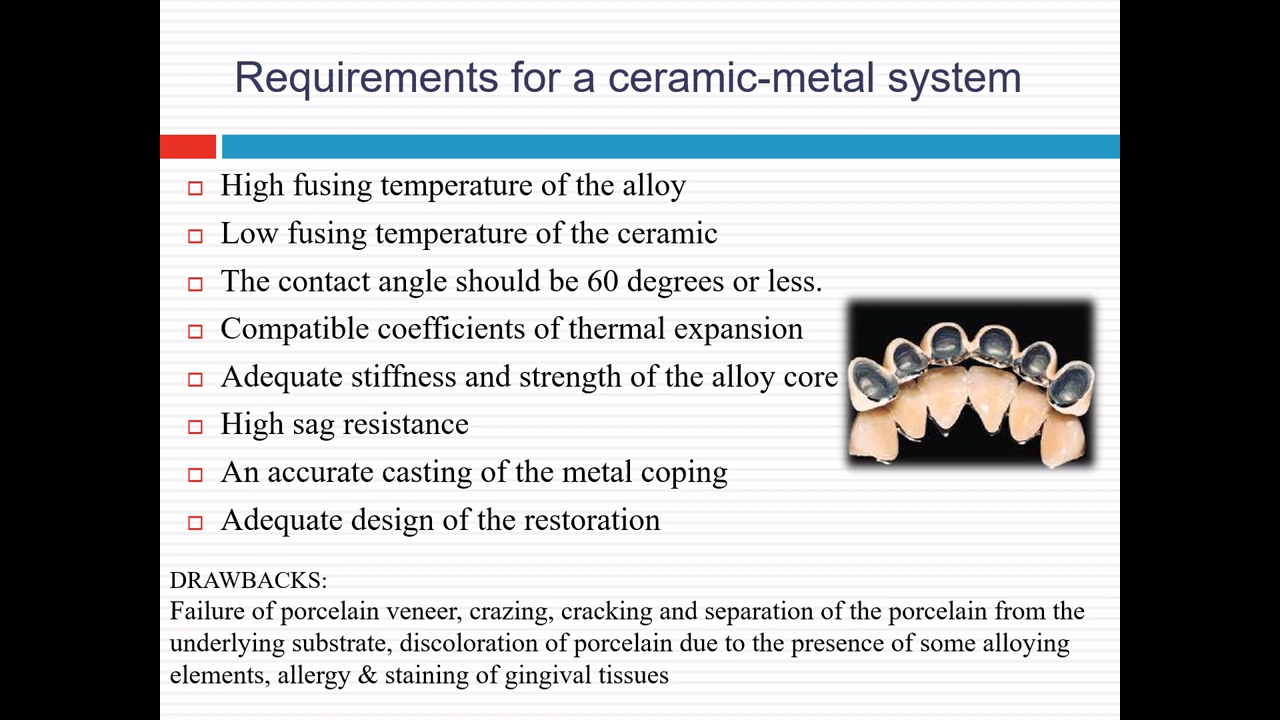 Requirements for a ceramic-metal system
High fusing temperature of the alloy
Low fusing temperature of the ceramic
The contact angle should be 60 degrees or less.
Compatible coefficients of thermal expansion
Adequate stiffness and strength of the alloy core
High sag resistance
An accurate casting of the metal coping
Adequate design of the restoration
DRAWBACKS:
Failure of porcelain veneer, crazing, cracking and separation of the porcelain from the
underlying substrate, discoloration of porcelain due to the presence of some alloying
elements, allergy & staining of gingival tissues